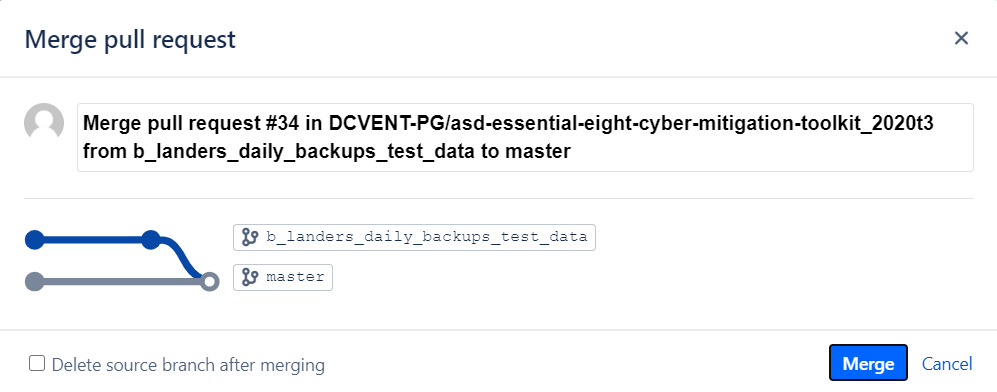 Merge pull request
Merge pull request #34 in DCVENT-PG/asd-essential-eight-cyber-mitigation-toolkit_2020t3
from b_landers_daily_backups_test_data to master
b_landers_daily_backups_test_data
master
Delete source branch after merging
Merge
Cancel